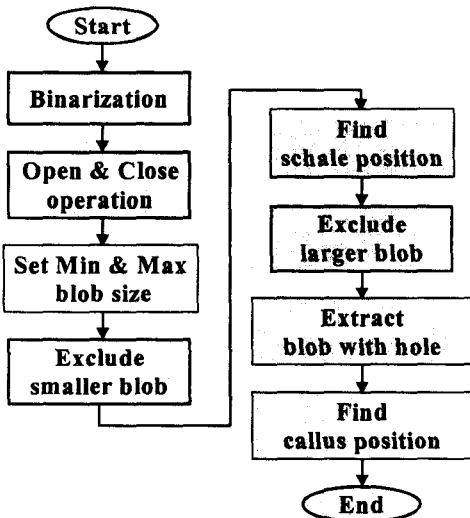 Start
Binarization
Open & Close
operation
Set Min & Max
blob size
Exclude
smaller blob
Find
schale position
Exclude
larger blob
Extract
blob with hole
Find
callus position
End